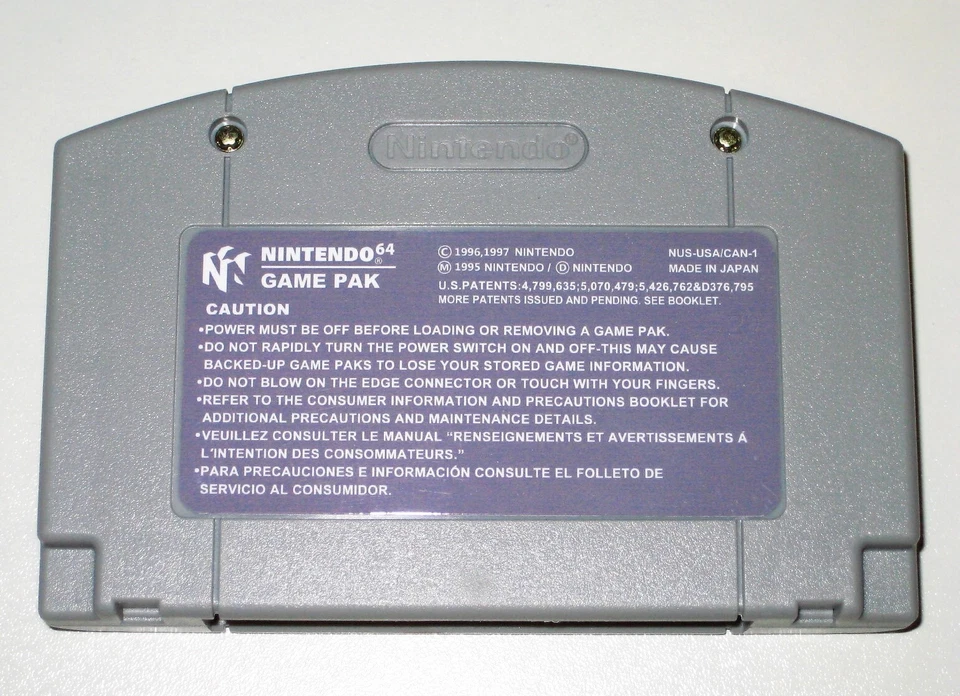 Nintendo®
NINTENDO64®
GAME PAK
Ⓒ 1996,1997 NINTENDO
NUS-USA/CAN-1
Ⓜ 1995 NINTENDO / Ⓓ NINTENDO
MADE IN JAPAN
U.S.PATENTS:4,799,635;5,070,479;5,426,762&D376,795
MORE PATENTS ISSUED AND PENDING. SEE BOOKLET.
CAUTION
•POWER MUST BE OFF BEFORE LOADING OR REMOVING A GAME PAK.
•DO NOT RAPIDLY TURN THE POWER SWITCH ON AND OFF-THIS MAY CAUSE
BACKED-UP GAME PAKS TO LOSE YOUR STORED GAME INFORMATION.
•DO NOT BLOW ON THE EDGE CONNECTOR OR TOUCH WITH YOUR FINGERS.
•REFER TO THE CONSUMER INFORMATION AND PRECAUTIONS BOOKLET FOR
ADDITIONAL PRECAUTIONS AND MAINTENANCE DETAILS.
•VEUILLEZ CONSULTER LE MANUAL “RENSEIGNEMENTS ET AVERTISSEMENTS Á
L'INTENTION DES CONSOMMATEURS.”
•PARA PRECAUCIONES E INFORMACIÓN CONSULTE EL FOLLETO DE
SERVICIO AL CONSUMIDOR.